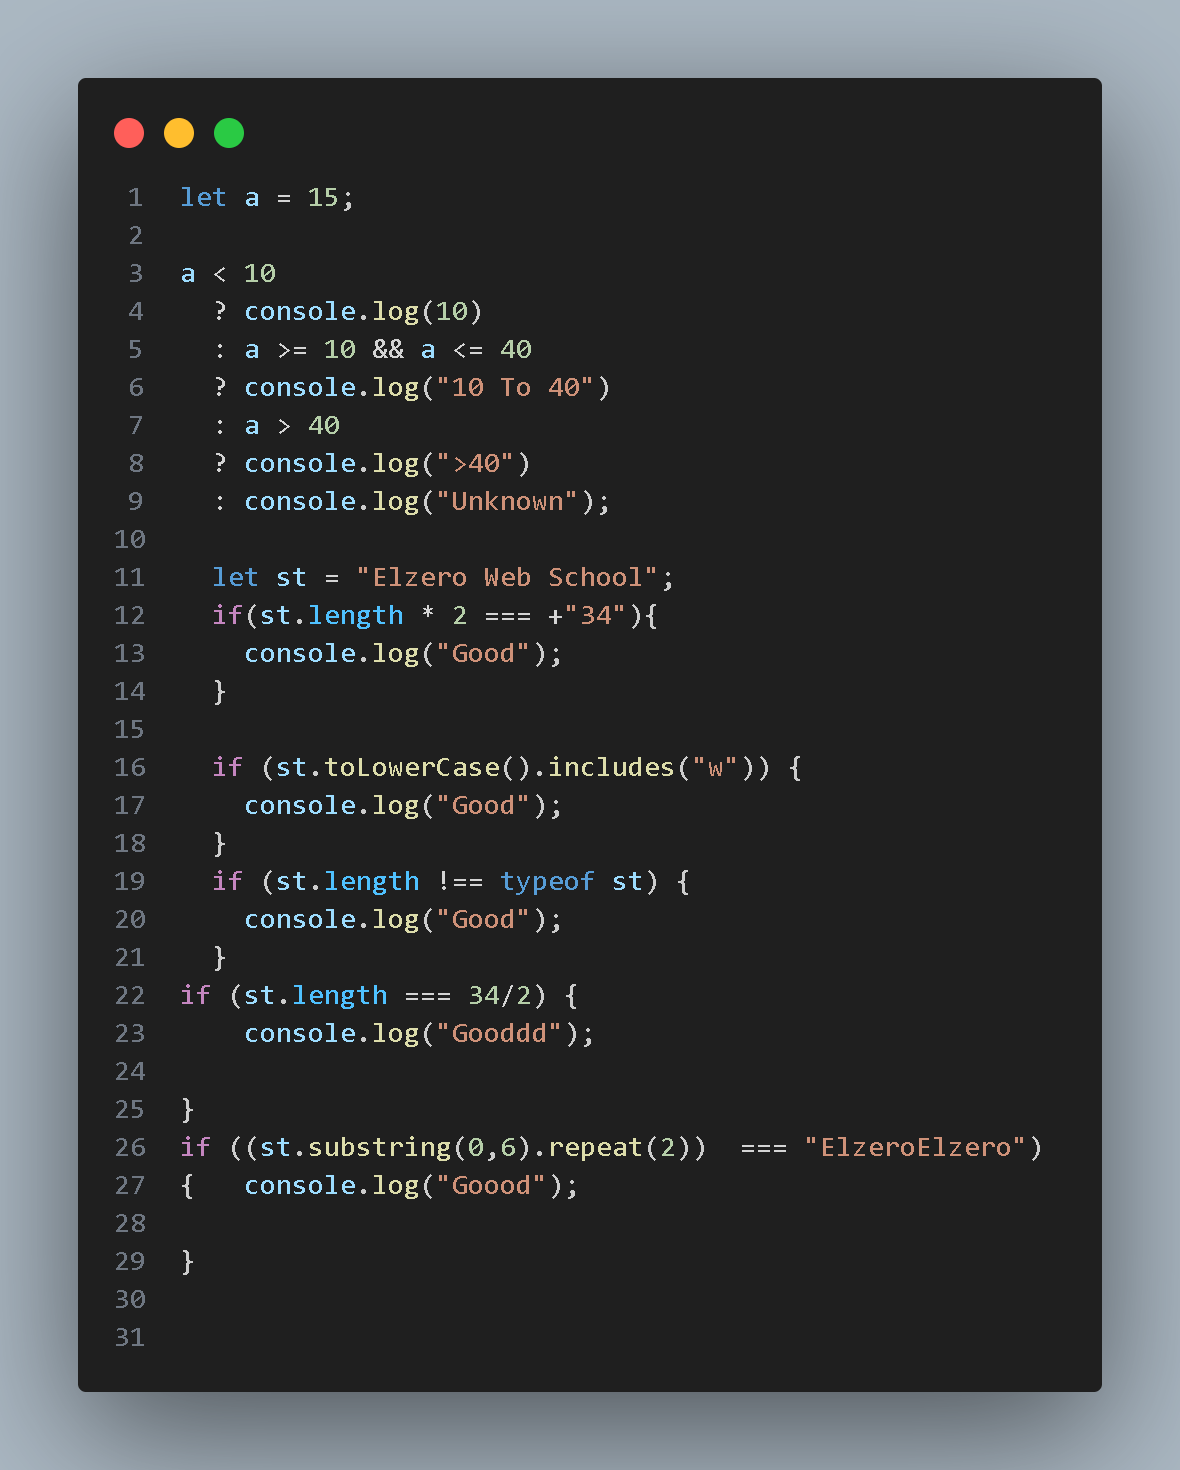 1 let a = 15;
2
3 a < 10
4   ? console.log(10)
5   : a >= 10 && a <= 40
6   ? console.log("10 To 40")
7   : a > 40
8   ? console.log(">40")
9   : console.log("Unknown");
10
11   let st = "Elzero Web School";
12   if(st.length * 2 === +"34"){
13     console.log("Good");
14   }
15
16   if (st.toLowerCase().includes("w")) {
17     console.log("Good");
18   }
19   if (st.length !== typeof st) {
20     console.log("Good");
21   }
22 if (st.length === 34/2) {
23     console.log("Gooddd");
24
25 }
26 if ((st.substring(0,6).repeat(2))  === "ElzeroElzero")
27 {   console.log("Goood");
28
29 }
30
31